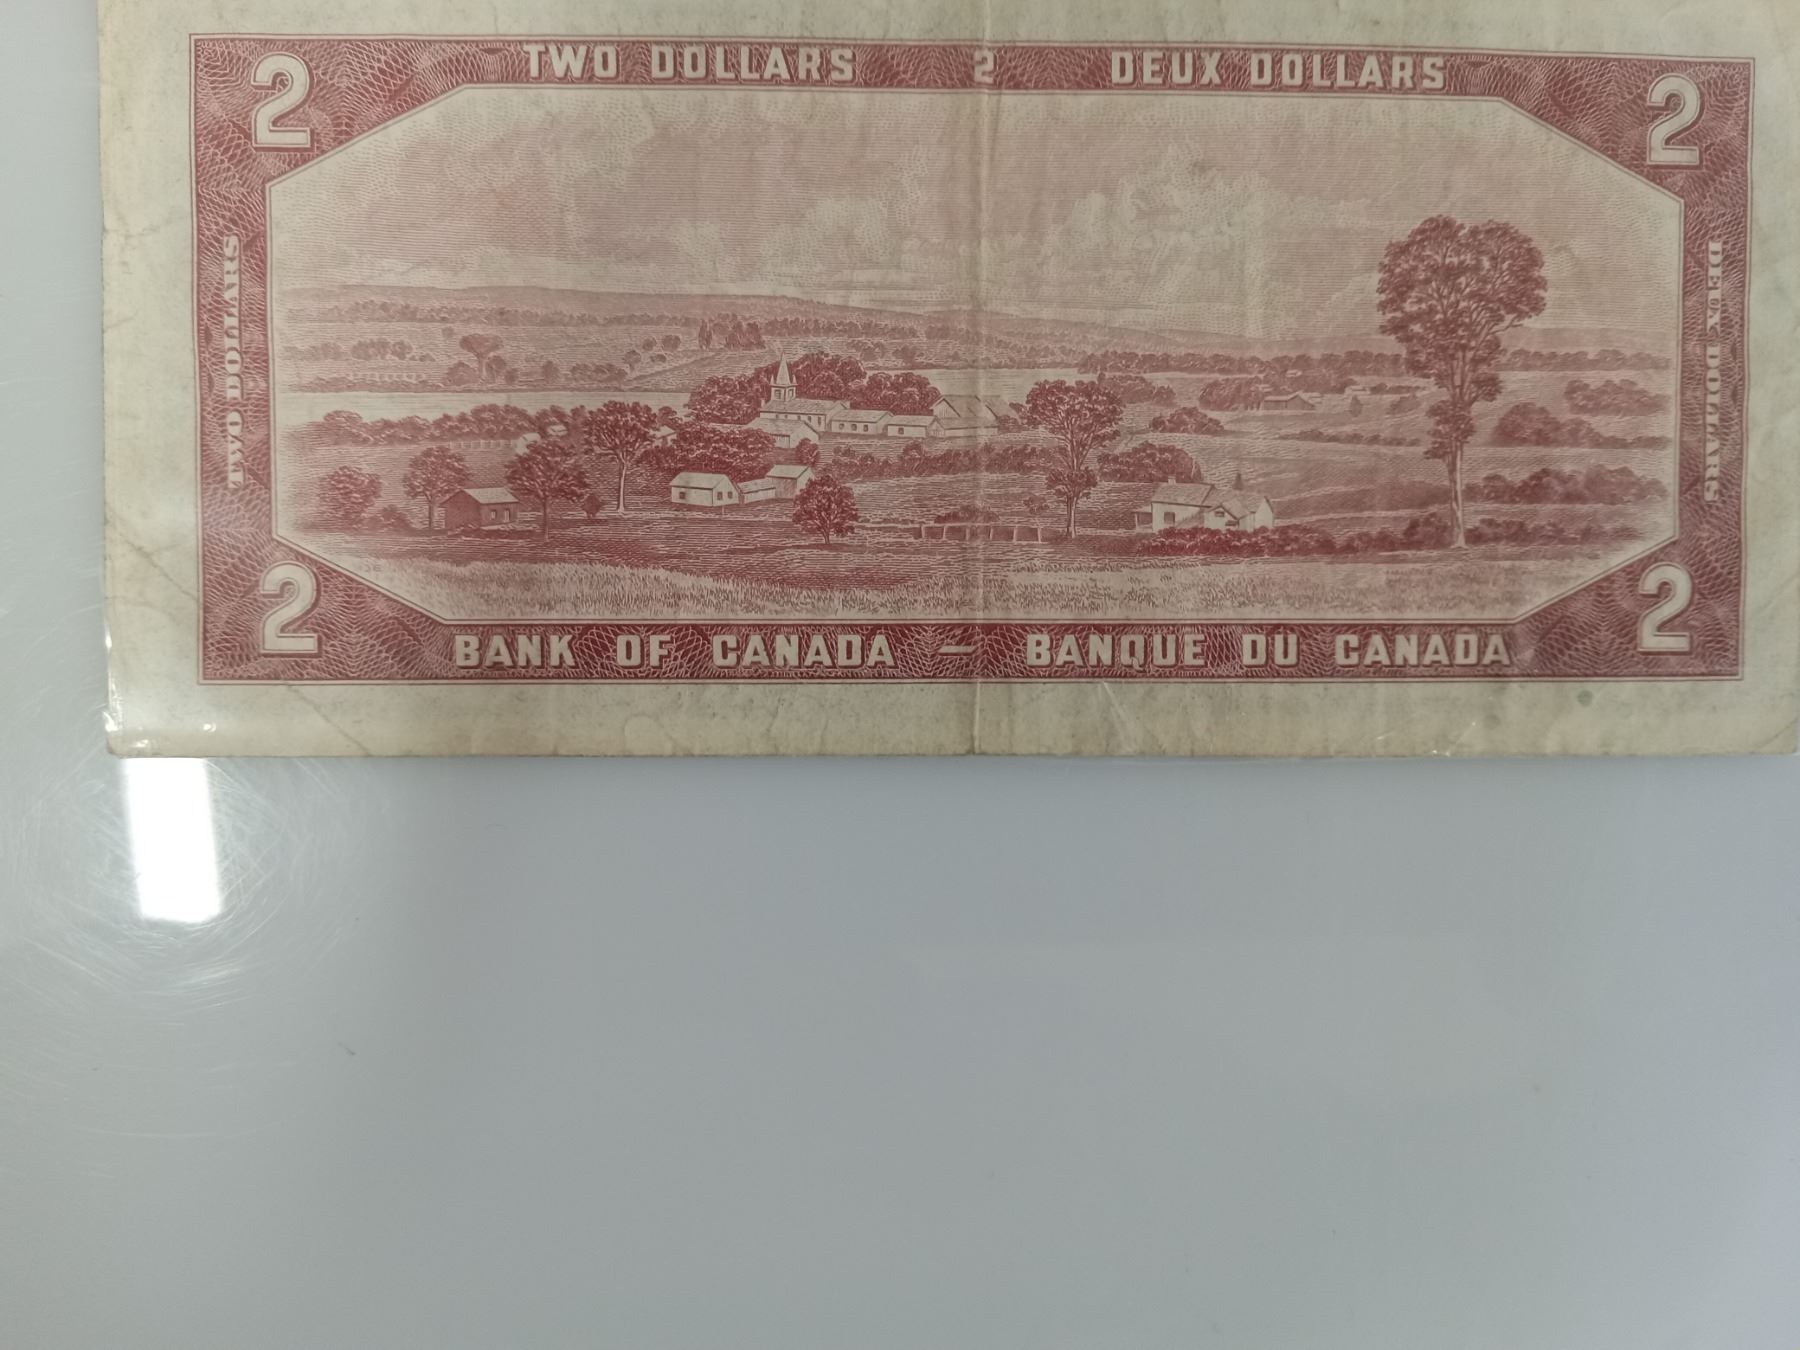 2 TWO DOLLARS 2 DEUX DOLLARS 2
TWO DOLLARS
DEUX DOLLARS
2 BANK OF CANADA — BANQUE DU CANADA 2